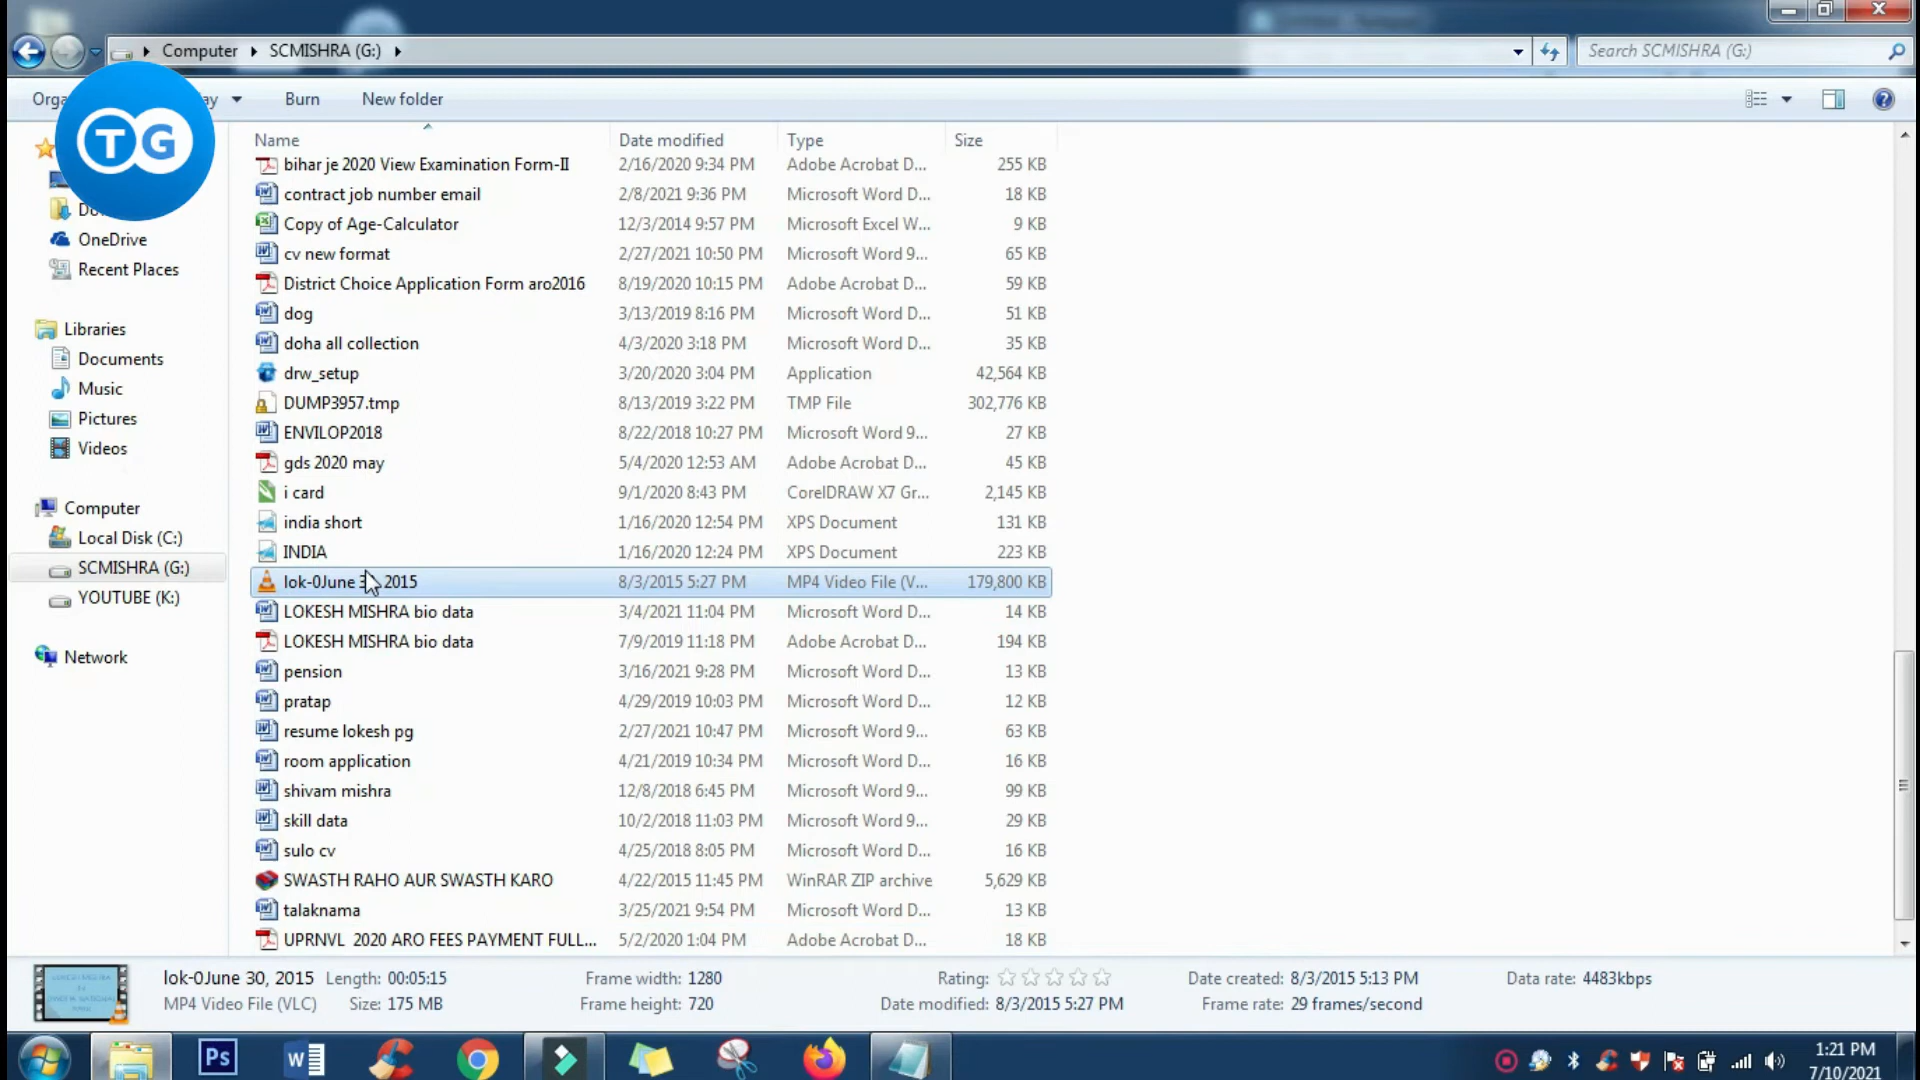 Computer SCMISHRA (G:) Search SCMISHRA (G:)
Burn New folder
TG
OneDrive
Recent Places
Libraries
Documents
Music
Pictures
Videos
Computer
Local Disk (C:)
SCMISHRA (G:)
YOUTUBE (K:)
Network
Name Date modified Type Size
bihar je 2020 View Examination Form-II 2/16/2020 9:34 PM Adobe Acrobat D... 255 KB
contract job number email 2/8/2021 9:36 PM Microsoft Word D... 18 KB
Copy of Age-Calculator 12/3/2014 9:57 PM Microsoft Excel W... 9 KB
cv new format 2/27/2021 10:50 PM Microsoft Word 9... 65 KB
District Choice Application Form aro2016 8/19/2020 10:15 PM Adobe Acrobat D... 59 KB
dog 3/13/2019 8:16 PM Microsoft Word D... 51 KB
doha all collection 4/3/2020 3:18 PM Microsoft Word D... 35 KB
drw_setup 3/20/2020 3:04 PM Application 42,564 KB
DUMP3957.tmp 8/13/2019 3:22 PM TMP File 302,776 KB
ENVILOP2018 8/22/2018 10:27 PM Microsoft Word 9... 27 KB
gds 2020 may 5/4/2020 12:53 AM Adobe Acrobat D... 45 KB
i card 9/1/2020 8:43 PM CorelDRAW X7 Gr... 2,145 KB
india short 1/16/2020 12:54 PM XPS Document 131 KB
INDIA 1/16/2020 12:24 PM XPS Document 223 KB
lok-0June 2015 8/3/2015 5:27 PM MP4 Video File (V... 179,800 KB
LOKESH MISHRA bio data 3/4/2021 11:04 PM Microsoft Word D... 14 KB
LOKESH MISHRA bio data 7/9/2019 11:18 PM Adobe Acrobat D... 194 KB
pension 3/16/2021 9:28 PM Microsoft Word D... 13 KB
pratap 4/29/2019 10:03 PM Microsoft Word D... 12 KB
resume lokesh pg 2/27/2021 10:47 PM Microsoft Word 9... 63 KB
room application 4/21/2019 10:34 PM Microsoft Word D... 16 KB
shivam mishra 12/8/2018 6:45 PM Microsoft Word 9... 99 KB
skill data 10/2/2018 11:03 PM Microsoft Word 9... 29 KB
sulo cv 4/25/2018 8:05 PM Microsoft Word D... 16 KB
SWASTH RAHO AUR SWASTH KARO 4/22/2015 11:45 PM WinRAR ZIP archive 5,629 KB
talaknama 3/25/2021 9:54 PM Microsoft Word D... 13 KB
UPRNVL 2020 ARO FEES PAYMENT FULL... 5/2/2020 1:04 PM Adobe Acrobat D... 18 KB
lok-0June 30, 2015 Length: 00:05:15 Frame width: 1280 Rating: Date created: 8/3/2015 5:13 PM Data rate: 4483kbps
MP4 Video File (VLC) Size: 175 MB Frame height: 720 Date modified: 8/3/2015 5:27 PM Frame rate: 29 frames/second
Ps W
1:21 PM
7/10/2021